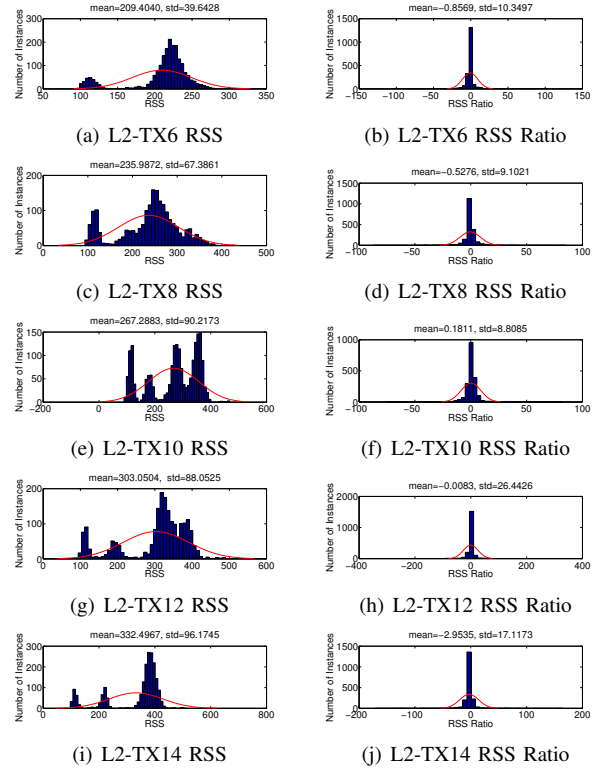 mean=209.4040, std=39.6428
Number of Instances
300
200
100
0
50 100 150 200 250 300 350
RSS
(a) L2-TX6 RSS
mean=−0.8569, std=10.3497
Number of Instances
1500
1000
500
0
−150 −100 −50 0 50 100 150
RSS Ratio
(b) L2-TX6 RSS Ratio
mean=235.9872, std=67.3861
Number of Instances
200
100
0
0 100 200 300 400 500
RSS
(c) L2-TX8 RSS
mean=−0.5276, std=9.1021
Number of Instances
1500
1000
500
0
−100 −50 0 50 100
RSS Ratio
(d) L2-TX8 RSS Ratio
mean=267.2883, std=90.2173
Number of Instances
150
100
50
0
−200 0 200 400 600
RSS
(e) L2-TX10 RSS
mean=0.1811, std=8.8085
Number of Instances
1000
500
0
−100 −50 0 50 100
RSS Ratio
(f) L2-TX10 RSS Ratio
mean=303.0504, std=88.0525
Number of Instances
200
100
0
0 100 200 300 400 500 600
RSS
(g) L2-TX12 RSS
mean=−0.0083, std=26.4426
Number of Instances
2000
1000
0
−400 −200 0 200 400
RSS Ratio
(h) L2-TX12 RSS Ratio
mean=332.4967, std=96.1745
Number of Instances
300
200
100
0
0 200 400 600 800
RSS
(i) L2-TX14 RSS
mean=−2.9535, std=17.1173
Number of Instances
1500
1000
500
0
−200 −100 0 100 200
RSS Ratio
(j) L2-TX14 RSS Ratio